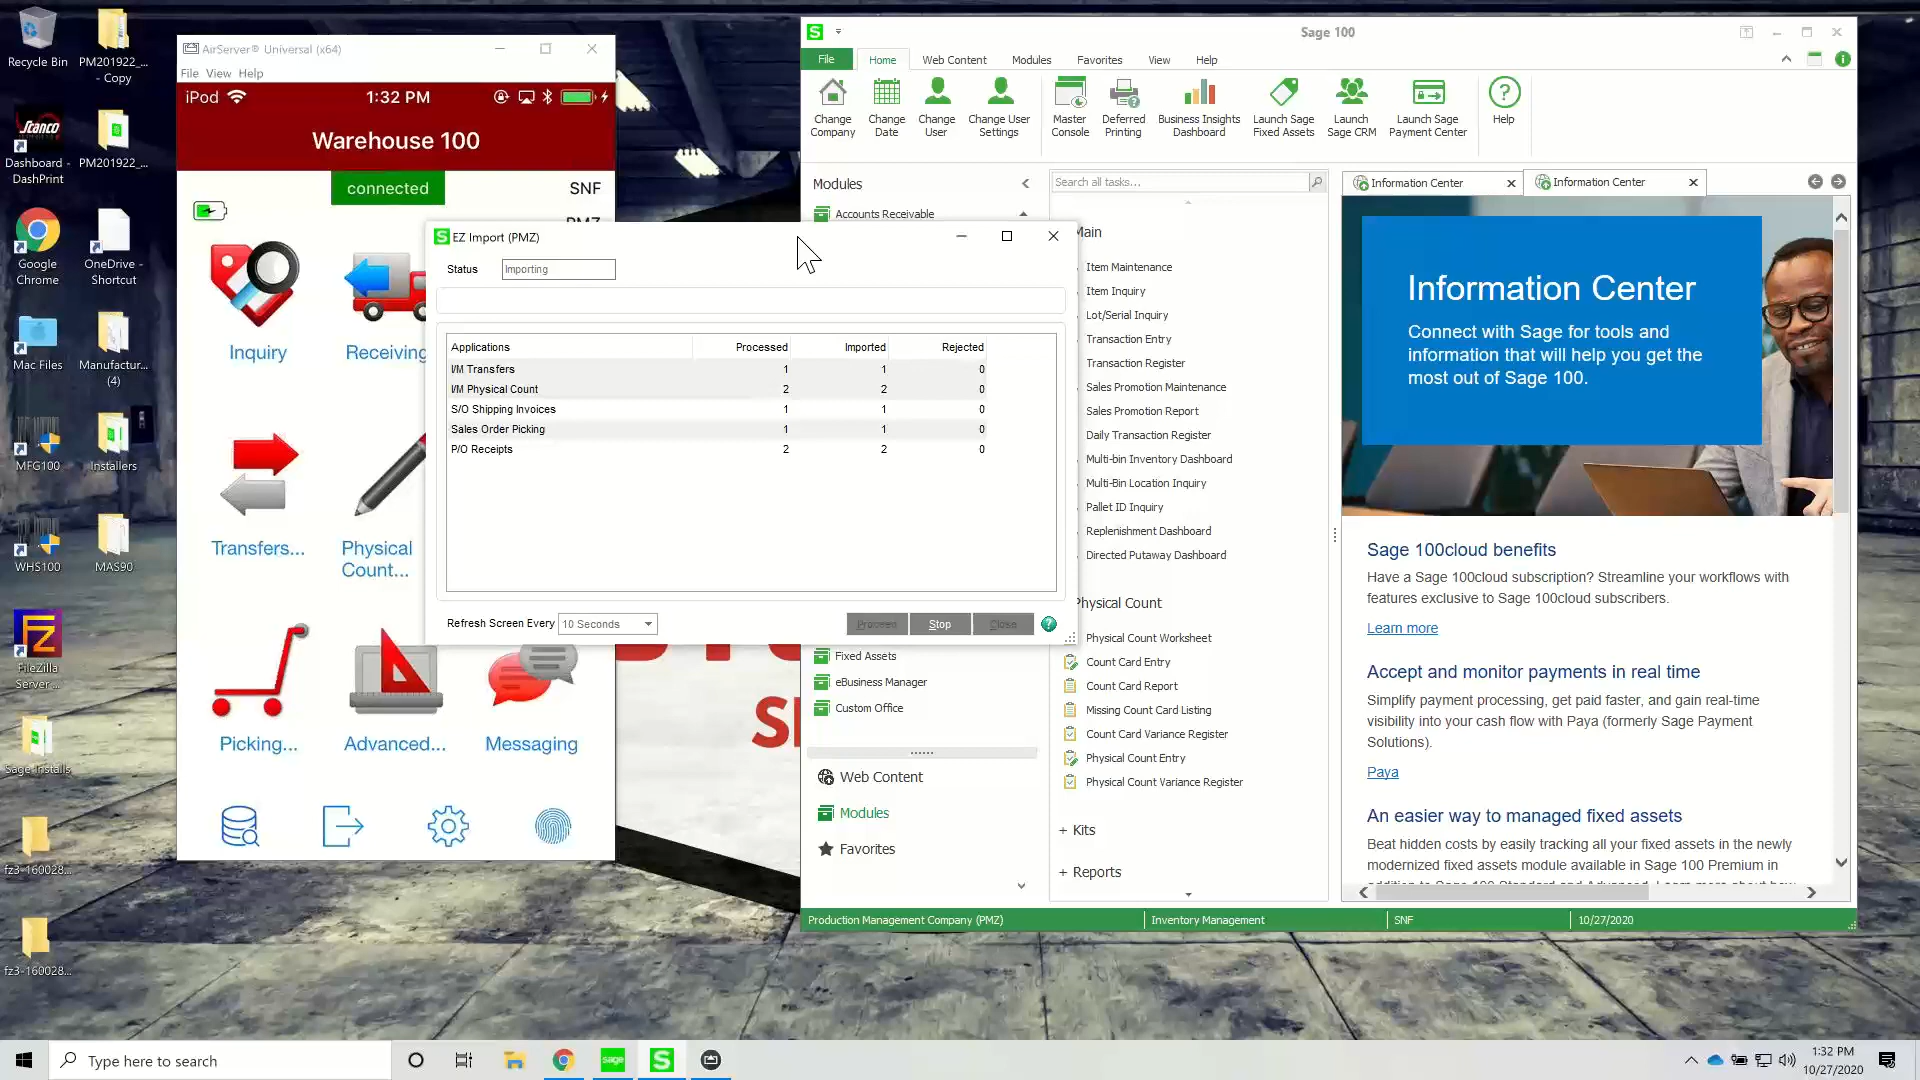 Recycle Bin
PM201922_...
- Copy
Stanco
Dashboard -
DashPrint
PM201922_...
Google
Chrome
OneDrive -
Shortcut
Mac Files
Manufactur...
(4)
MFG100
Installers
WHS100
MAS90
FileZilla
Server ...
Sage Installs
fz3-160028...
fz3-160028...
AirServer® Universal (x64)
File View Help
iPod
1:32 PM
Warehouse 100
connected
SNF
Inquiry
Receiving
Transfers...
Physical
Count...
Picking...
Advanced...
Messaging
EZ Import (PMZ)
Status
Importing
Applications Processed Imported Rejected
I/M Transfers 1 1 0
I/M Physical Count 2 2 0
S/O Shipping Invoices 1 1 0
Sales Order Picking 1 1 0
P/O Receipts 2 2 0
Refresh Screen Every
10 Seconds
Proceed
Stop
Close
Sage 100
File Home Web Content Modules Favorites View Help
Change
Company
Change
Date
Change
User
Change User
Settings
Master
Console
Deferred
Printing
Business Insights
Dashboard
Launch Sage
Fixed Assets
Launch
Sage CRM
Launch Sage
Payment Center
Help
Modules
Accounts Receivable
Fixed Assets
eBusiness Manager
Custom Office
Web Content
Modules
Favorites
Search all tasks...
Main
Item Maintenance
Item Inquiry
Lot/Serial Inquiry
Transaction Entry
Transaction Register
Sales Promotion Maintenance
Sales Promotion Report
Daily Transaction Register
Multi-bin Inventory Dashboard
Multi-Bin Location Inquiry
Pallet ID Inquiry
Replenishment Dashboard
Directed Putaway Dashboard
Physical Count
Physical Count Worksheet
Count Card Entry
Count Card Report
Missing Count Card Listing
Count Card Variance Register
Physical Count Entry
Physical Count Variance Register
+ Kits
+ Reports
Information Center
Information Center
Information Center
Connect with Sage for tools and
information that will help you get the
most out of Sage 100.
Sage 100cloud benefits
Have a Sage 100cloud subscription? Streamline your workflows with
features exclusive to Sage 100cloud subscribers.
Learn more
Accept and monitor payments in real time
Simplify payment processing, get paid faster, and gain real-time
visibility into your cash flow with Paya (formerly Sage Payment
Solutions).
Paya
An easier way to managed fixed assets
Beat hidden costs by easily tracking all your fixed assets in the newly
modernized fixed assets module available in Sage 100 Premium in
Production Management Company (PMZ)
Inventory Management
SNF
10/27/2020
Type here to search
sage
1:32 PM
10/27/2020